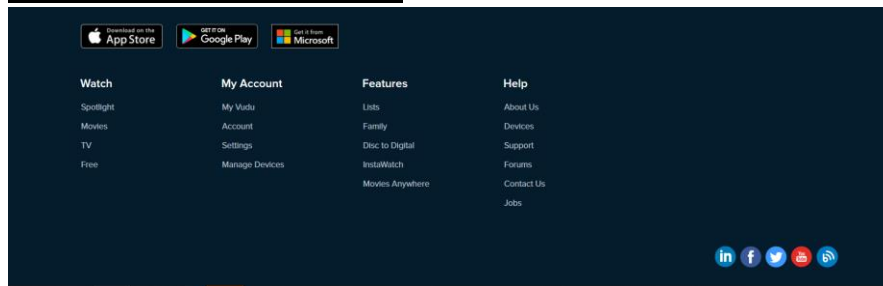 Download on the
App Store
GET IT ON
Google Play
Get it from
Microsoft
Watch
Spotlight
Movies
TV
Free
My Account
My Vudu
Account
Settings
Manage Devices
Features
Lists
Family
Disc to Digital
InstaWatch
Movies Anywhere
Help
About Us
Devices
Support
Forums
Contact Us
Jobs
in
f
You
Tube
b